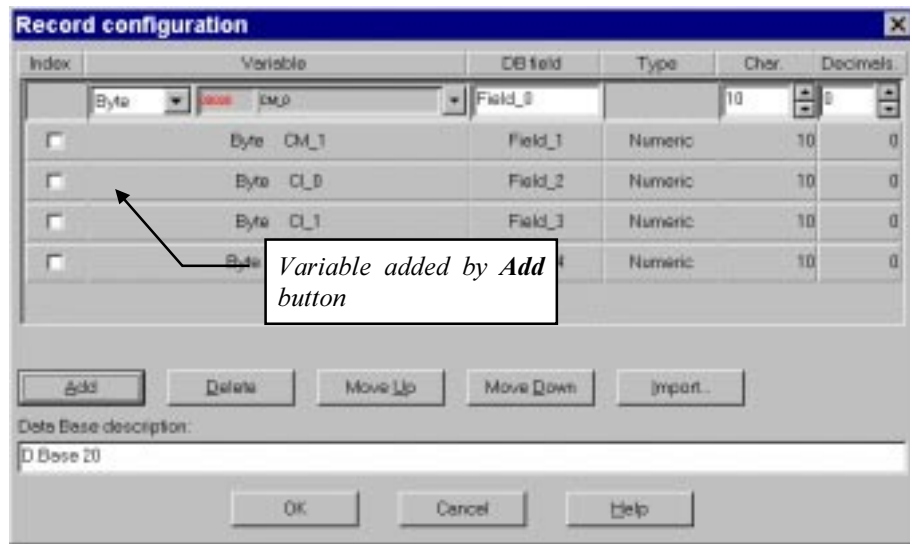 Record configuration
Index Variable DB field Type Char. Decimals.
Byte CM_0 Field_0 10 0
Byte CM_1 Field_1 Numeric 10 0
Byte CI_0 Field_2 Numeric 10 0
Byte CI_1 Field_3 Numeric 10 0
Byte 4 Numeric 10 0
Variable added by Add
button
Add Delete Move Up Move Down Import..
Data Base description:
D.Base 20
OK Cancel Help